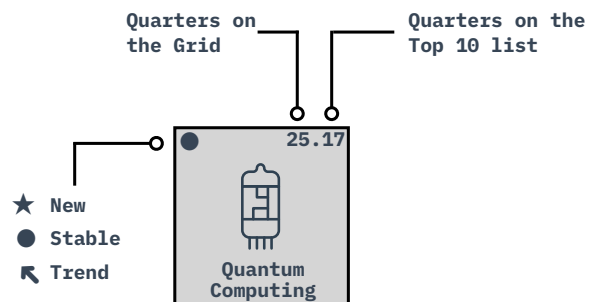 Quarters on
the Grid
Quarters on the
Top 10 list
25.17
New
Stable
Trend
Quantum
Computing